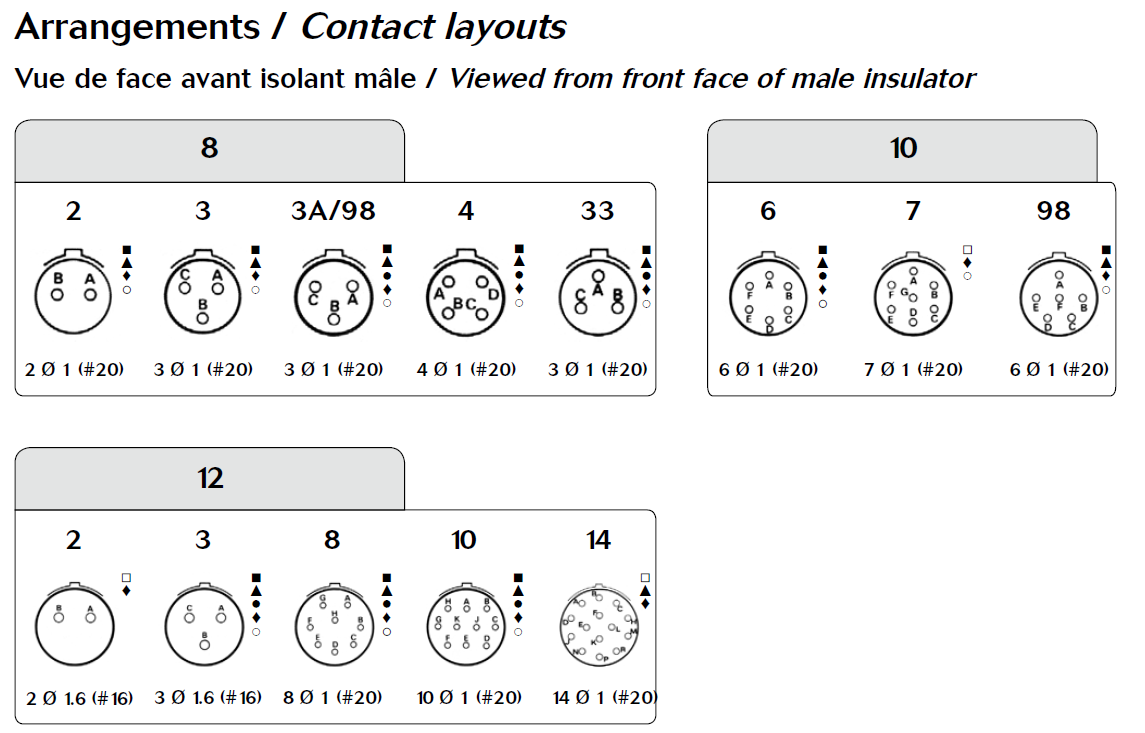 Arrangements / Contact layouts
Vue de face avant isolant mâle / Viewed from front face of male insulator
8
2 3 3A/98 4 33
B A
C A B
C B A
A B C D
C A B
2 Ø 1 (#20) 3 Ø 1 (#20) 3 Ø 1 (#20) 4 Ø 1 (#20) 3 Ø 1 (#20)
10
6 7 98
A F B E C D
A F G B D E C
A E F B D C
6 Ø 1 (#20) 7 Ø 1 (#20) 6 Ø 1 (#20)
12
2 3 8 10 14
B A
C A B
G A H F B E D C
H A B G K J C F E D
B A C F D E L H M J K N P R
2 Ø 1.6 (#16) 3 Ø 1.6 (#16) 8 Ø 1 (#20) 10 Ø 1 (#20) 14 Ø 1 (#20)